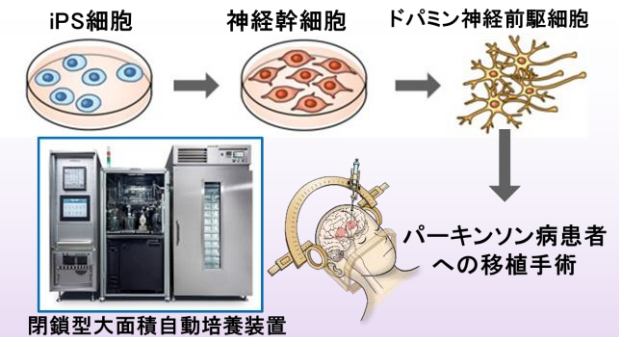 iPS細胞
神経幹細胞
ドパミン神経前駆細胞
パーキンソン病患者
への移植手術
閉鎖型大面積自動培養装置